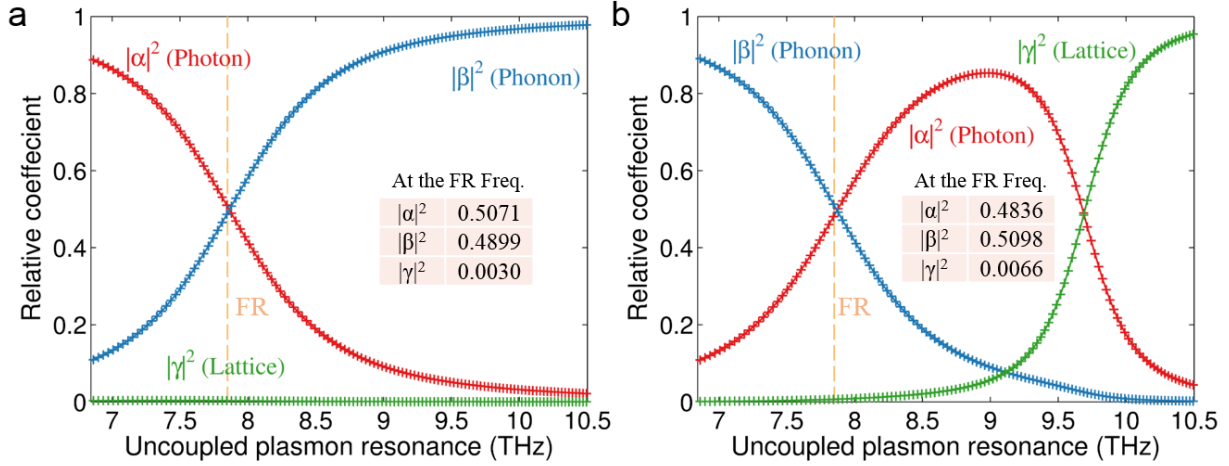 a
Relative coeffecient
1
0.8
0.6
0.4
0.2
0
|α|² (Photon)
|β|² (Phonon)
At the FR Freq.
|α|² 0.5071
|β|² 0.4899
|γ|² 0.0030
FR
|γ|² (Lattice)
7 7.5 8 8.5 9 9.5 10 10.5
Uncoupled plasmon resonance (THz)
b
Relative coeffecient
1
0.8
0.6
0.4
0.2
0
|β|² (Phonon)
|γ|² (Lattice)
|α|² (Photon)
At the FR Freq.
|α|² 0.4836
|β|² 0.5098
|γ|² 0.0066
FR
7 7.5 8 8.5 9 9.5 10 10.5
Uncoupled plasmon resonance (THz)